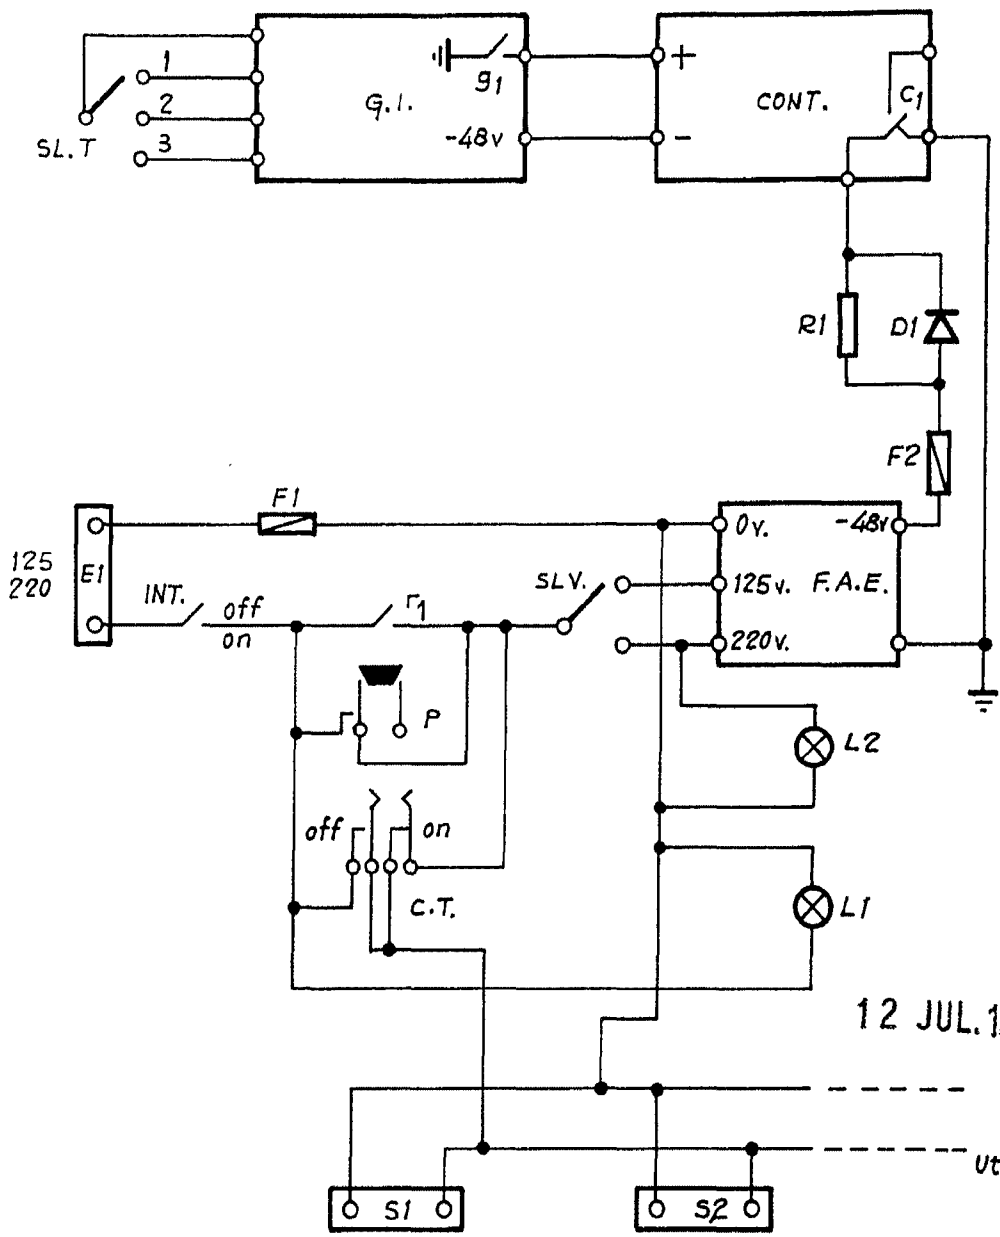 1
2
3
SL.T
G.I.
g1
-48v
+
-
CONT.
C1
R1
D1
F2
F1
125
220
E1
INT.
off
on
r1
SLV.
0v.
125v.
220v.
-48v
F.A.E.
P
L2
off
on
C.T.
L1
12 JUL.1
Ut
S1
S2